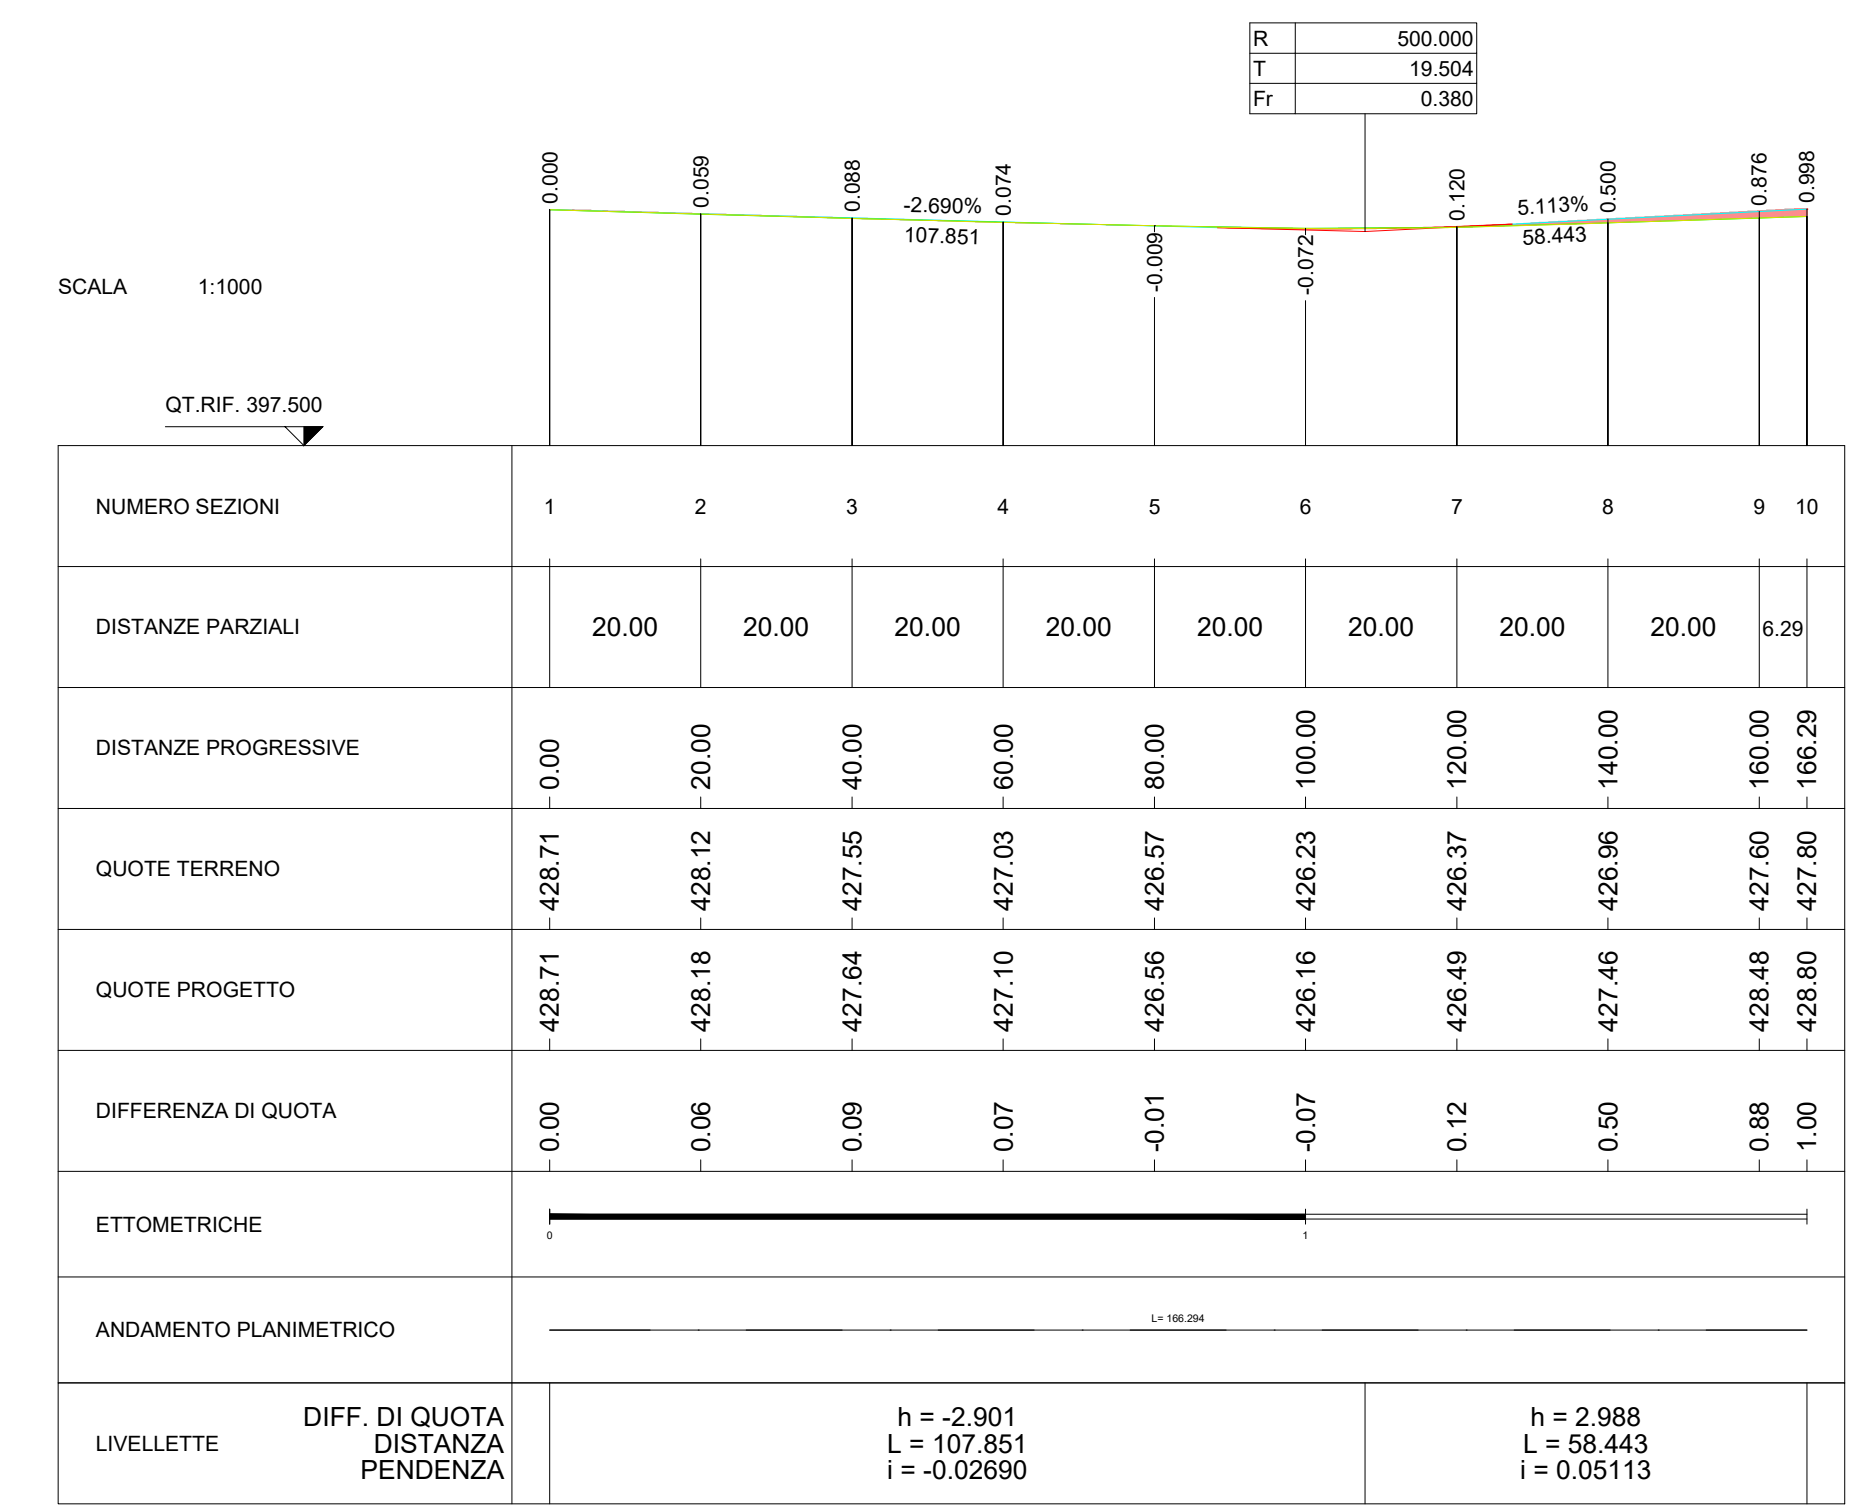 R 500.000
T 19.504
Fr 0.380
0.000 0.059 0.088 0.074 -0.009 -0.072 0.120 0.500 0.876 0.998
-2.690% 5.113%
107.851 58.443
SCALA 1:1000
QT.RIF. 397.500
NUMERO SEZIONI 1 2 3 4 5 6 7 8 9 10
DISTANZE PARZIALI 20.00 20.00 20.00 20.00 20.00 20.00 20.00 20.00 6.29
DISTANZE PROGRESSIVE 0.00 20.00 40.00 60.00 80.00 100.00 120.00 140.00 160.00 166.29
QUOTE TERRENO 428.71 428.12 427.55 427.03 426.57 426.23 426.37 426.96 427.60 427.80
QUOTE PROGETTO 428.71 428.18 427.64 427.10 426.56 426.16 426.49 427.46 428.48 428.80
DIFFERENZA DI QUOTA 0.00 0.06 0.09 0.07 -0.01 -0.07 0.12 0.50 0.88 1.00
ETTOMETRICHE
0 1
ANDAMENTO PLANIMETRICO L= 166.294
DIFF. DI QUOTA h = -2.901 h = 2.988
LIVELLETTE DISTANZA L = 107.851 L = 58.443
PENDENZA i = -0.02690 i = 0.05113